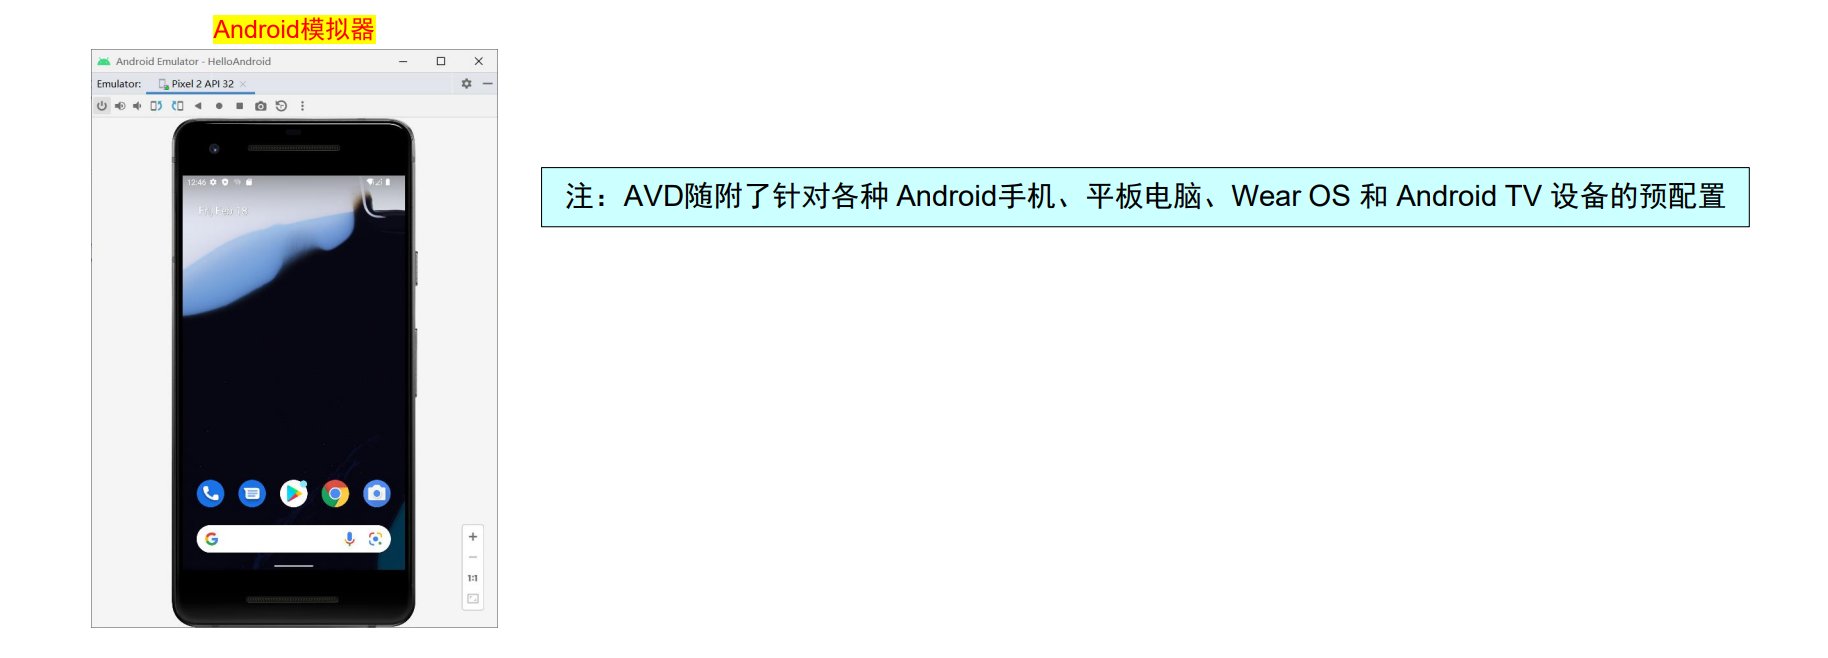 Android模拟器
Android Emulator - HelloAndroid
Emulator: Pixel 2 API 32
12:46
Fri, Feb 18
1:1
注：AVD随附了针对各种 Android手机、平板电脑、Wear OS 和 Android TV 设备的预配置